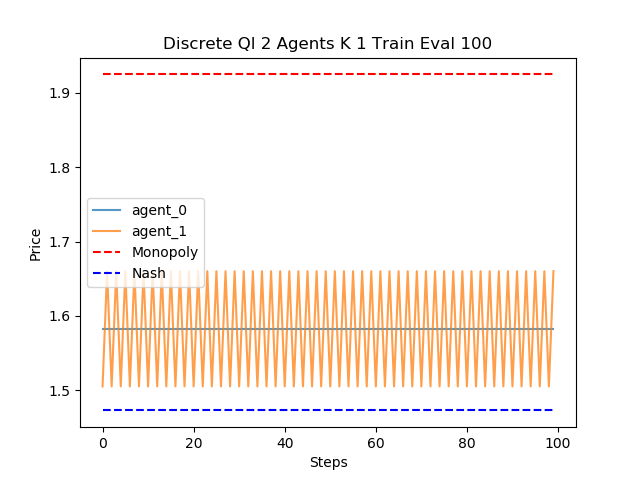 Discrete QI 2 Agents K 1 Train Eval 100
Price
1.9
1.8
1.7
1.6
1.5
agent_0
agent_1
Monopoly
Nash
0 20 40 60 80 100
Steps